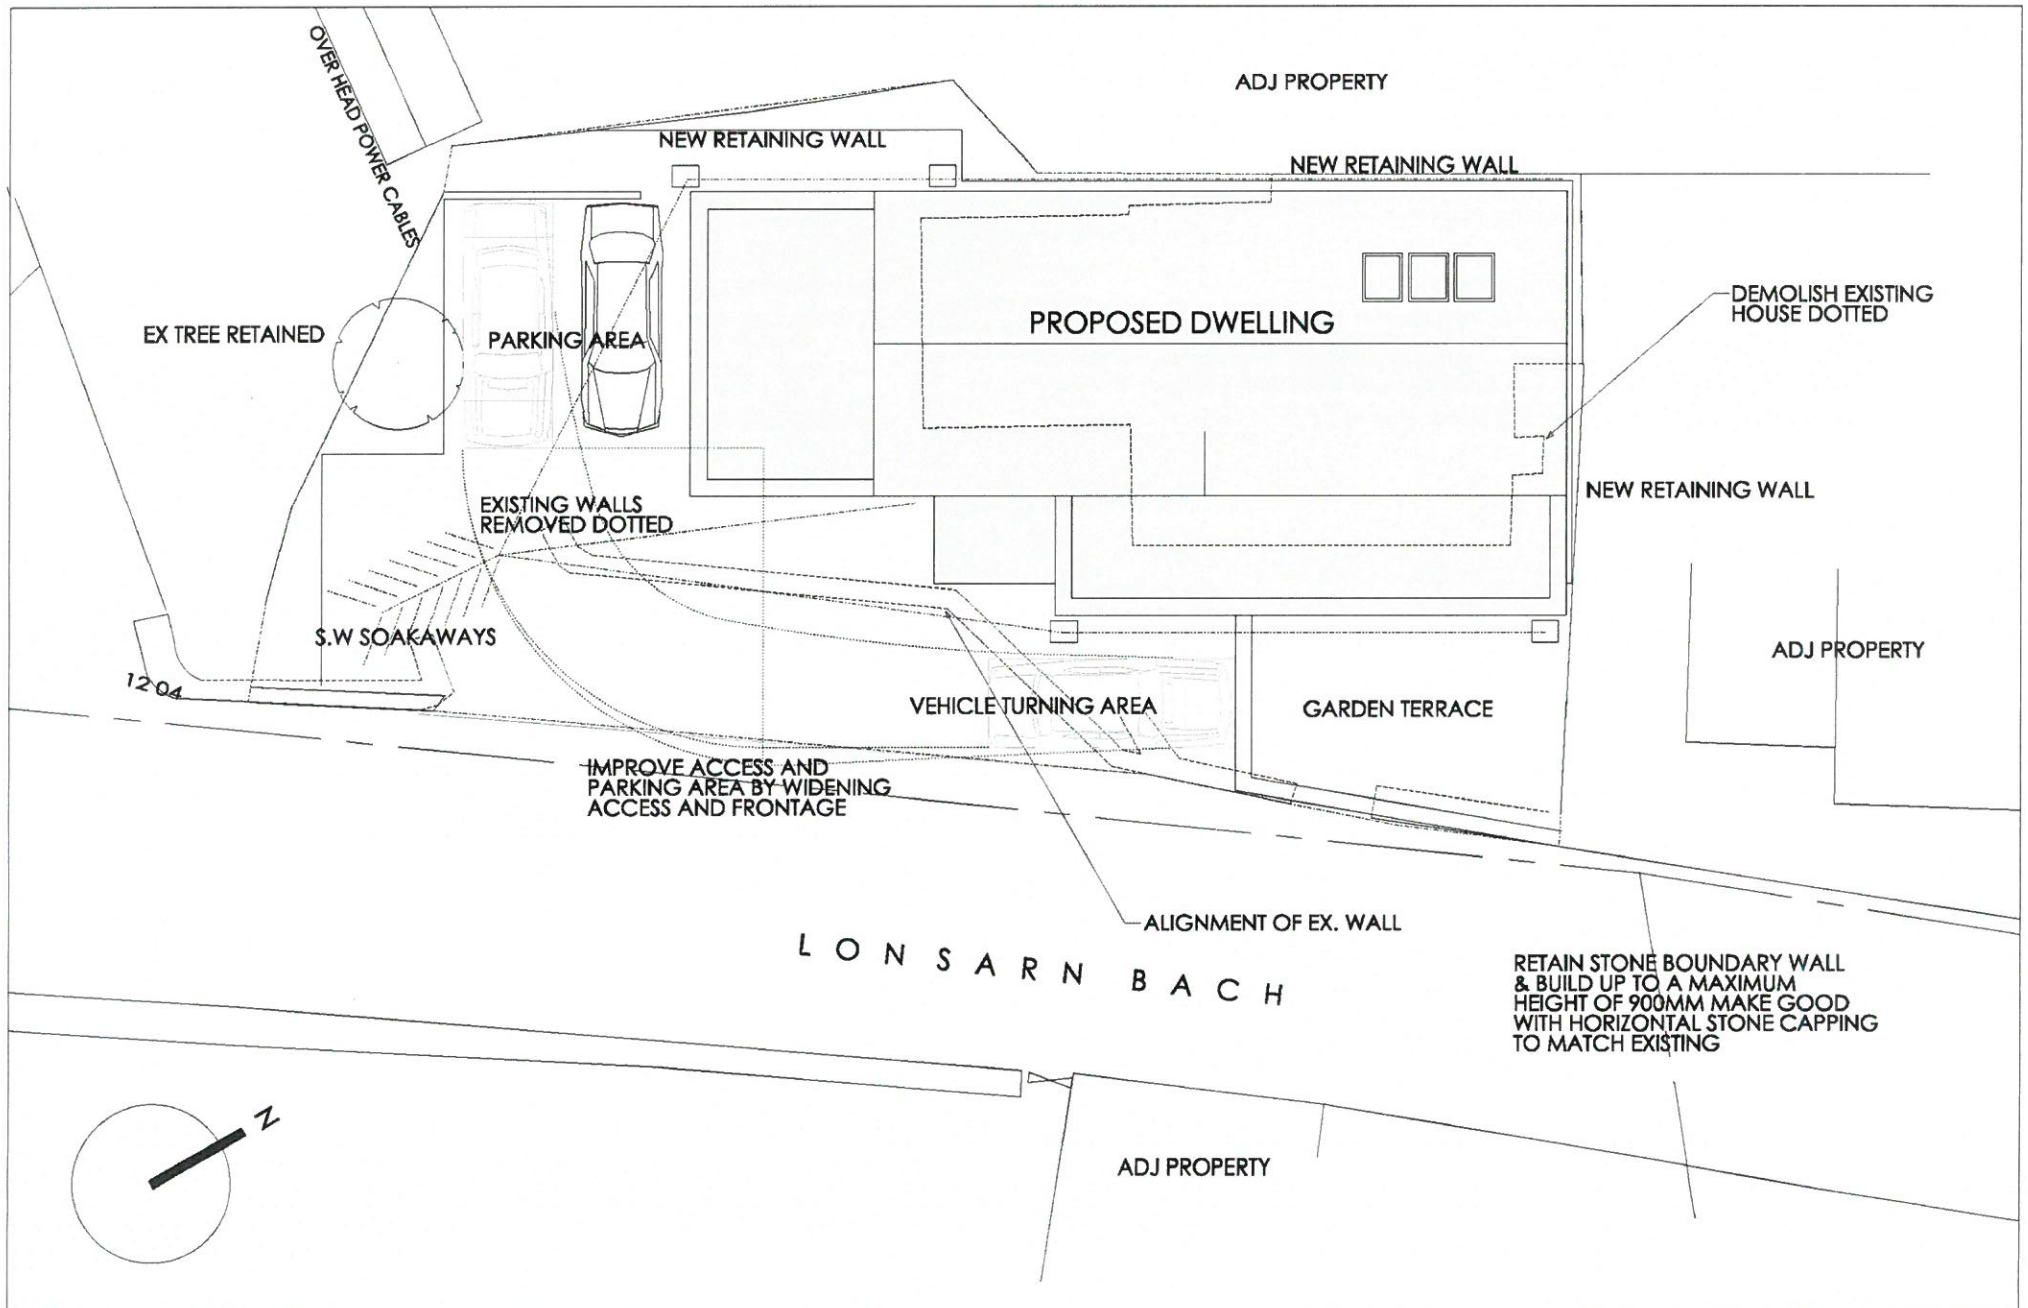 OVER HEAD POWER CABLES
ADJ PROPERTY
NEW RETAINING WALL
NEW RETAINING WALL
DEMOLISH EXISTING
HOUSE DOTTED
EX TREE RETAINED
PARKING AREA
PROPOSED DWELLING
EXISTING WALLS
REMOVED DOTTED
NEW RETAINING WALL
S.W SOAKAWAYS
12 04
ADJ PROPERTY
VEHICLE TURNING AREA
GARDEN TERRACE
IMPROVE ACCESS AND
PARKING AREA BY WIDENING
ACCESS AND FRONTAGE
ALIGNMENT OF EX. WALL
LON SARN BACH
RETAIN STONE BOUNDARY WALL
& BUILD UP TO A MAXIMUM
HEIGHT OF 900MM MAKE GOOD
WITH HORIZONTAL STONE CAPPING
TO MATCH EXISTING
N
ADJ PROPERTY